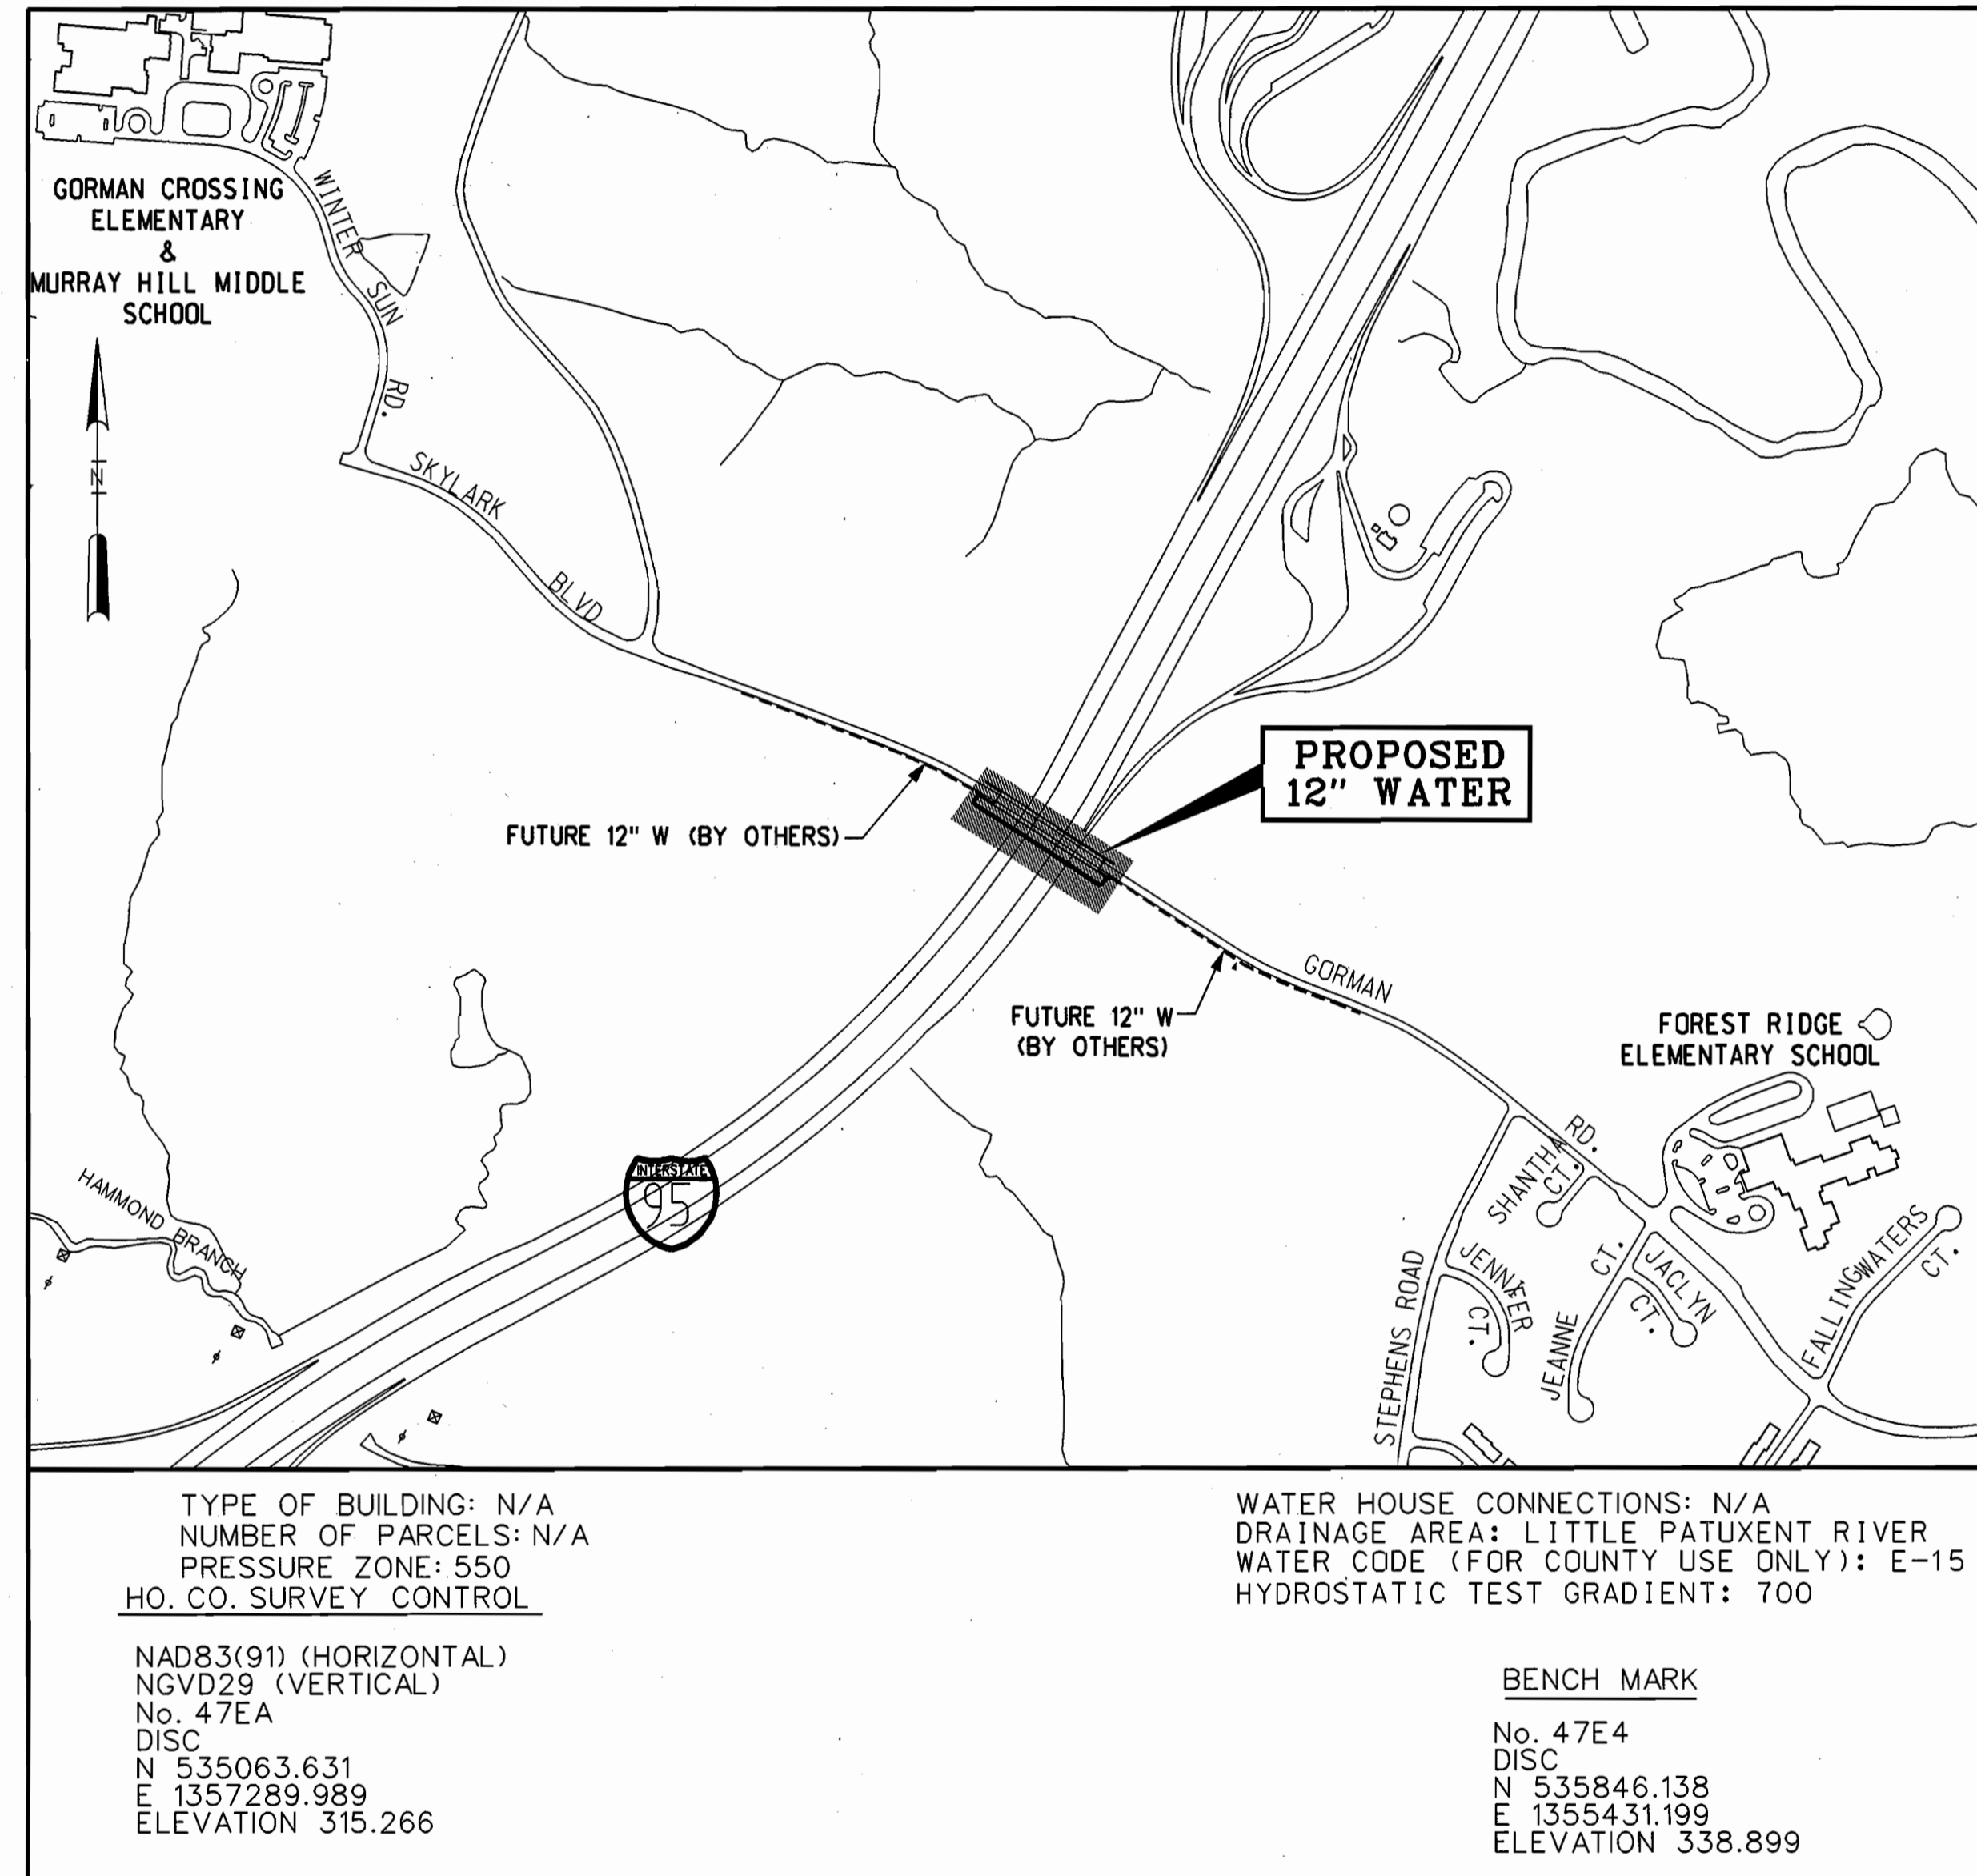 GORMAN CROSSING
ELEMENTARY
&
MURRAY HILL MIDDLE
SCHOOL
WINTER SUN RD.
N
SKYLARK BLVD
PROPOSED
12" WATER
FUTURE 12" W (BY OTHERS)
FUTURE 12" W
(BY OTHERS)
GORMAN RD.
FOREST RIDGE
ELEMENTARY SCHOOL
INTERSTATE
95
HAMMOND BRANCH
SHANTHA CT.
STEPHENS ROAD
JENNIFER CT.
JEANNE CT.
JACLYN CT.
FALLINGWATERS CT.
TYPE OF BUILDING: N/A
NUMBER OF PARCELS: N/A
PRESSURE ZONE: 550
HO. CO. SURVEY CONTROL
NAD83(91) (HORIZONTAL)
NGVD29 (VERTICAL)
No. 47EA
DISC
N 535063.631
E 1357289.989
ELEVATION 315.266
WATER HOUSE CONNECTIONS: N/A
DRAINAGE AREA: LITTLE PATUXENT RIVER
WATER CODE (FOR COUNTY USE ONLY): E-15
HYDROSTATIC TEST GRADIENT: 700
BENCH MARK
No. 47E4
DISC
N 535846.138
E 1355431.199
ELEVATION 338.899